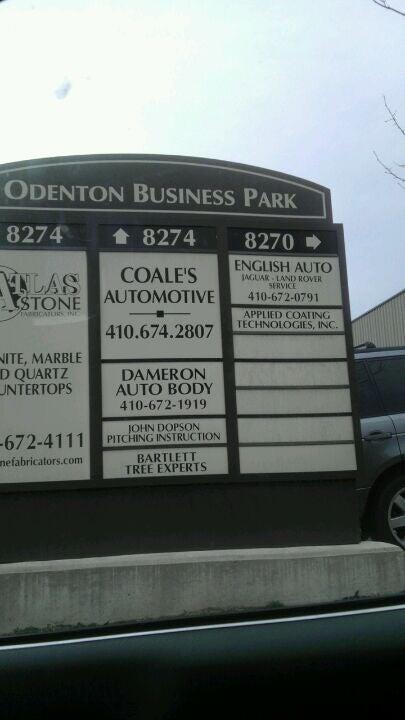 ODENTON BUSINESS PARK
8274
ATLAS
STONE
FABRICATORS, INC.
NITE, MARBLE
D QUARTZ
UNTERTOPS
-672-4111
nefabricators.com
8274
COALE'S
AUTOMOTIVE
410.674.2807
DAMERON
AUTO BODY
410-672-1919
JOHN DOPSON
PITCHING INSTRUCTION
BARTLETT
TREE EXPERTS
8270
ENGLISH AUTO
JAGUAR - LAND ROVER
SERVICE
410-672-0791
APPLIED COATING
TECHNOLOGIES, INC.